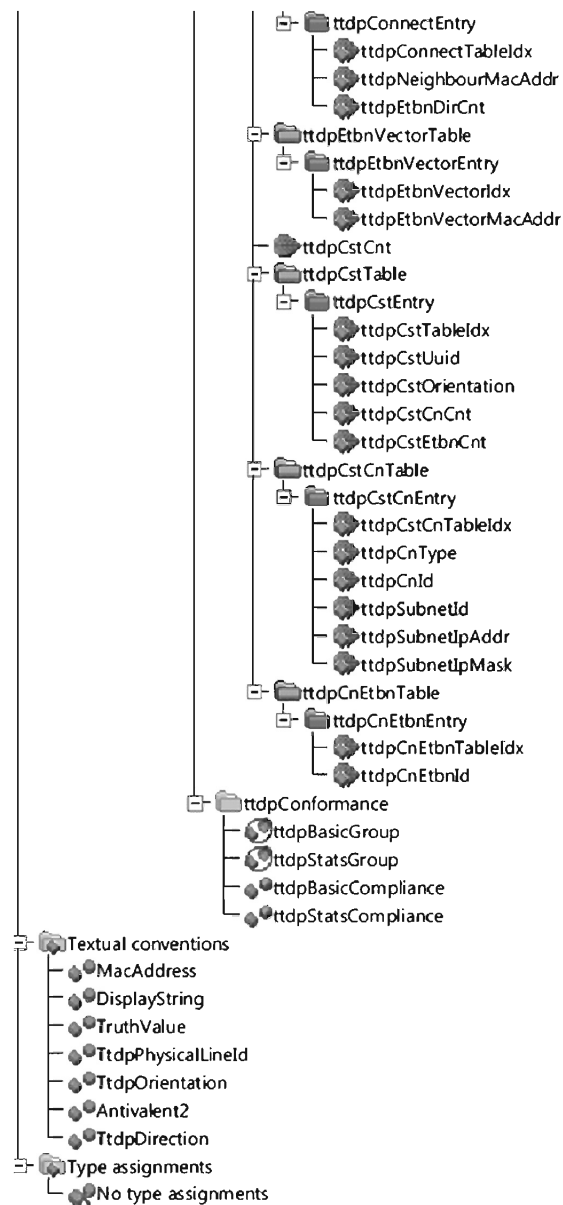 ttdpConnectEntry
ttdpConnectTableIdx
ttdpNeighbourMacAddr
ttdpEtbnDirCnt
ttdpEtbnVectorTable
ttdpEtbnVectorEntry
ttdpEtbnVectorIdx
ttdpEtbnVectorMacAddr
ttdpCstCnt
ttdpCstTable
ttdpCstEntry
ttdpCstTableIdx
ttdpCstUuid
ttdpCstOrientation
ttdpCstCnCnt
ttdpCstEtbnCnt
ttdpCstCnTable
ttdpCstCnEntry
ttdpCstCnTableIdx
ttdpCnType
ttdpCnId
ttdpSubnetId
ttdpSubnetIpAddr
ttdpSubnetIpMask
ttdpCnEtbnTable
ttdpCnEtbnEntry
ttdpCnEtbnTableIdx
ttdpCnEtbnId
ttdpConformance
ttdpBasicGroup
ttdpStatsGroup
ttdpBasicCompliance
ttdpStatsCompliance
Textual conventions
MacAddress
DisplayString
TruthValue
TtdpPhysicalLineId
TtdpOrientation
Antivalent2
TtdpDirection
Type assignments
No type assignments